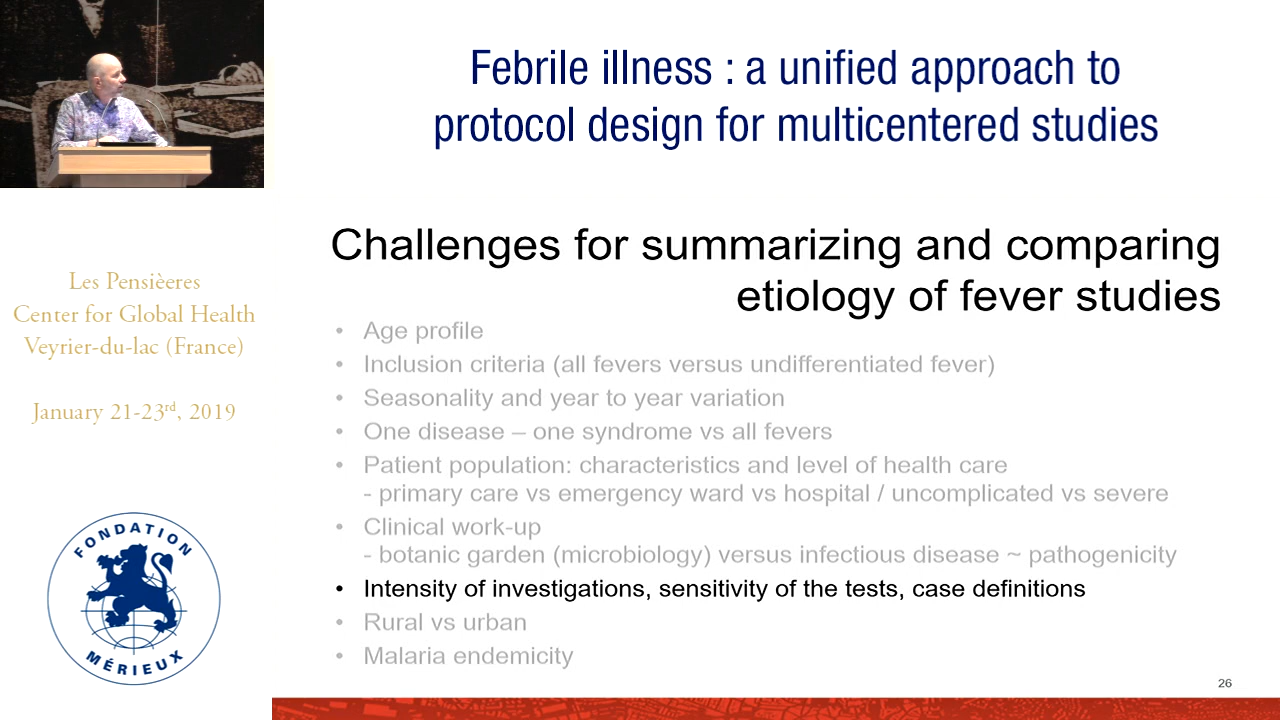 Febrile illness : a unified approach to
protocol design for multicentered studies
Les Pensièeres
Center for Global Health
Veyrier-du-lac (France)
January 21-23rd, 2019
FONDATION
MÉRIEUX
Challenges for summarizing and comparing
etiology of fever studies
• Age profile
• Inclusion criteria (all fevers versus undifferentiated fever)
• Seasonality and year to year variation
• One disease – one syndrome vs all fevers
• Patient population: characteristics and level of health care
- primary care vs emergency ward vs hospital / uncomplicated vs severe
• Clinical work-up
- botanic garden (microbiology) versus infectious disease ~ pathogenicity
• Intensity of investigations, sensitivity of the tests, case definitions
• Rural vs urban
• Malaria endemicity
26